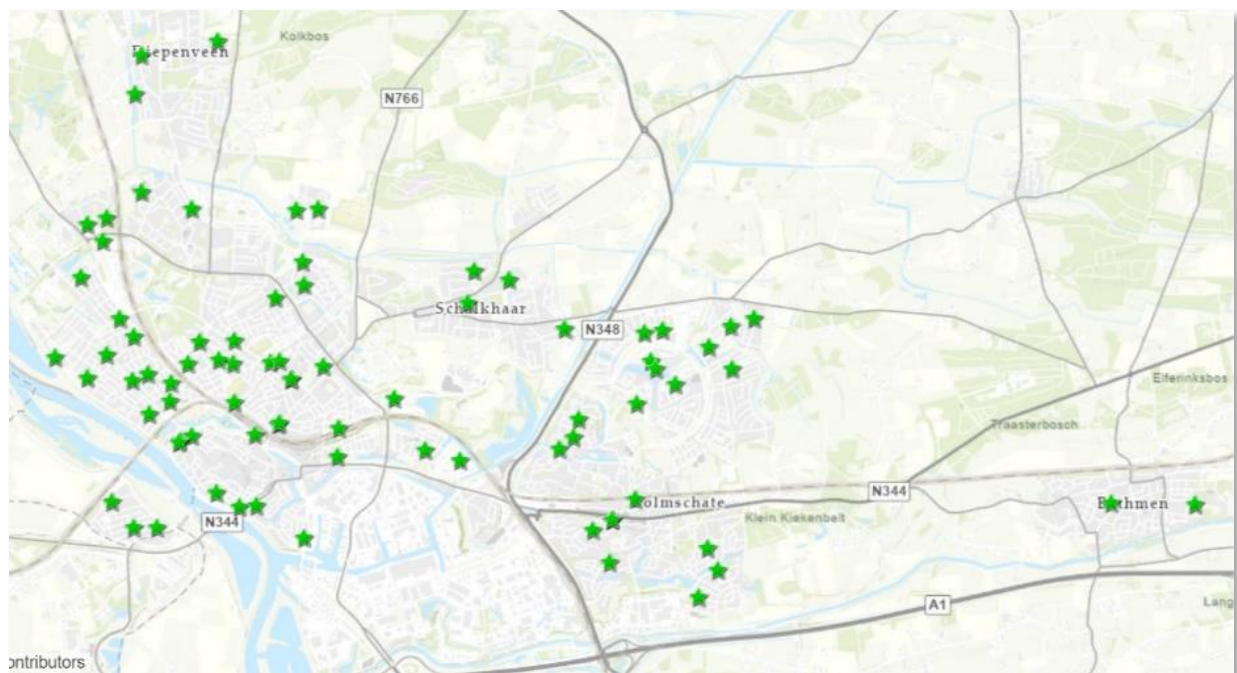 Kolkbos
Diepenveen
N766
Schalkhaar
N348
Elferinksbos
Traasterbosch
N344
Colmschate
Bathmen
Klein Kiekenbelt
N344
A1
Lang
ontributors